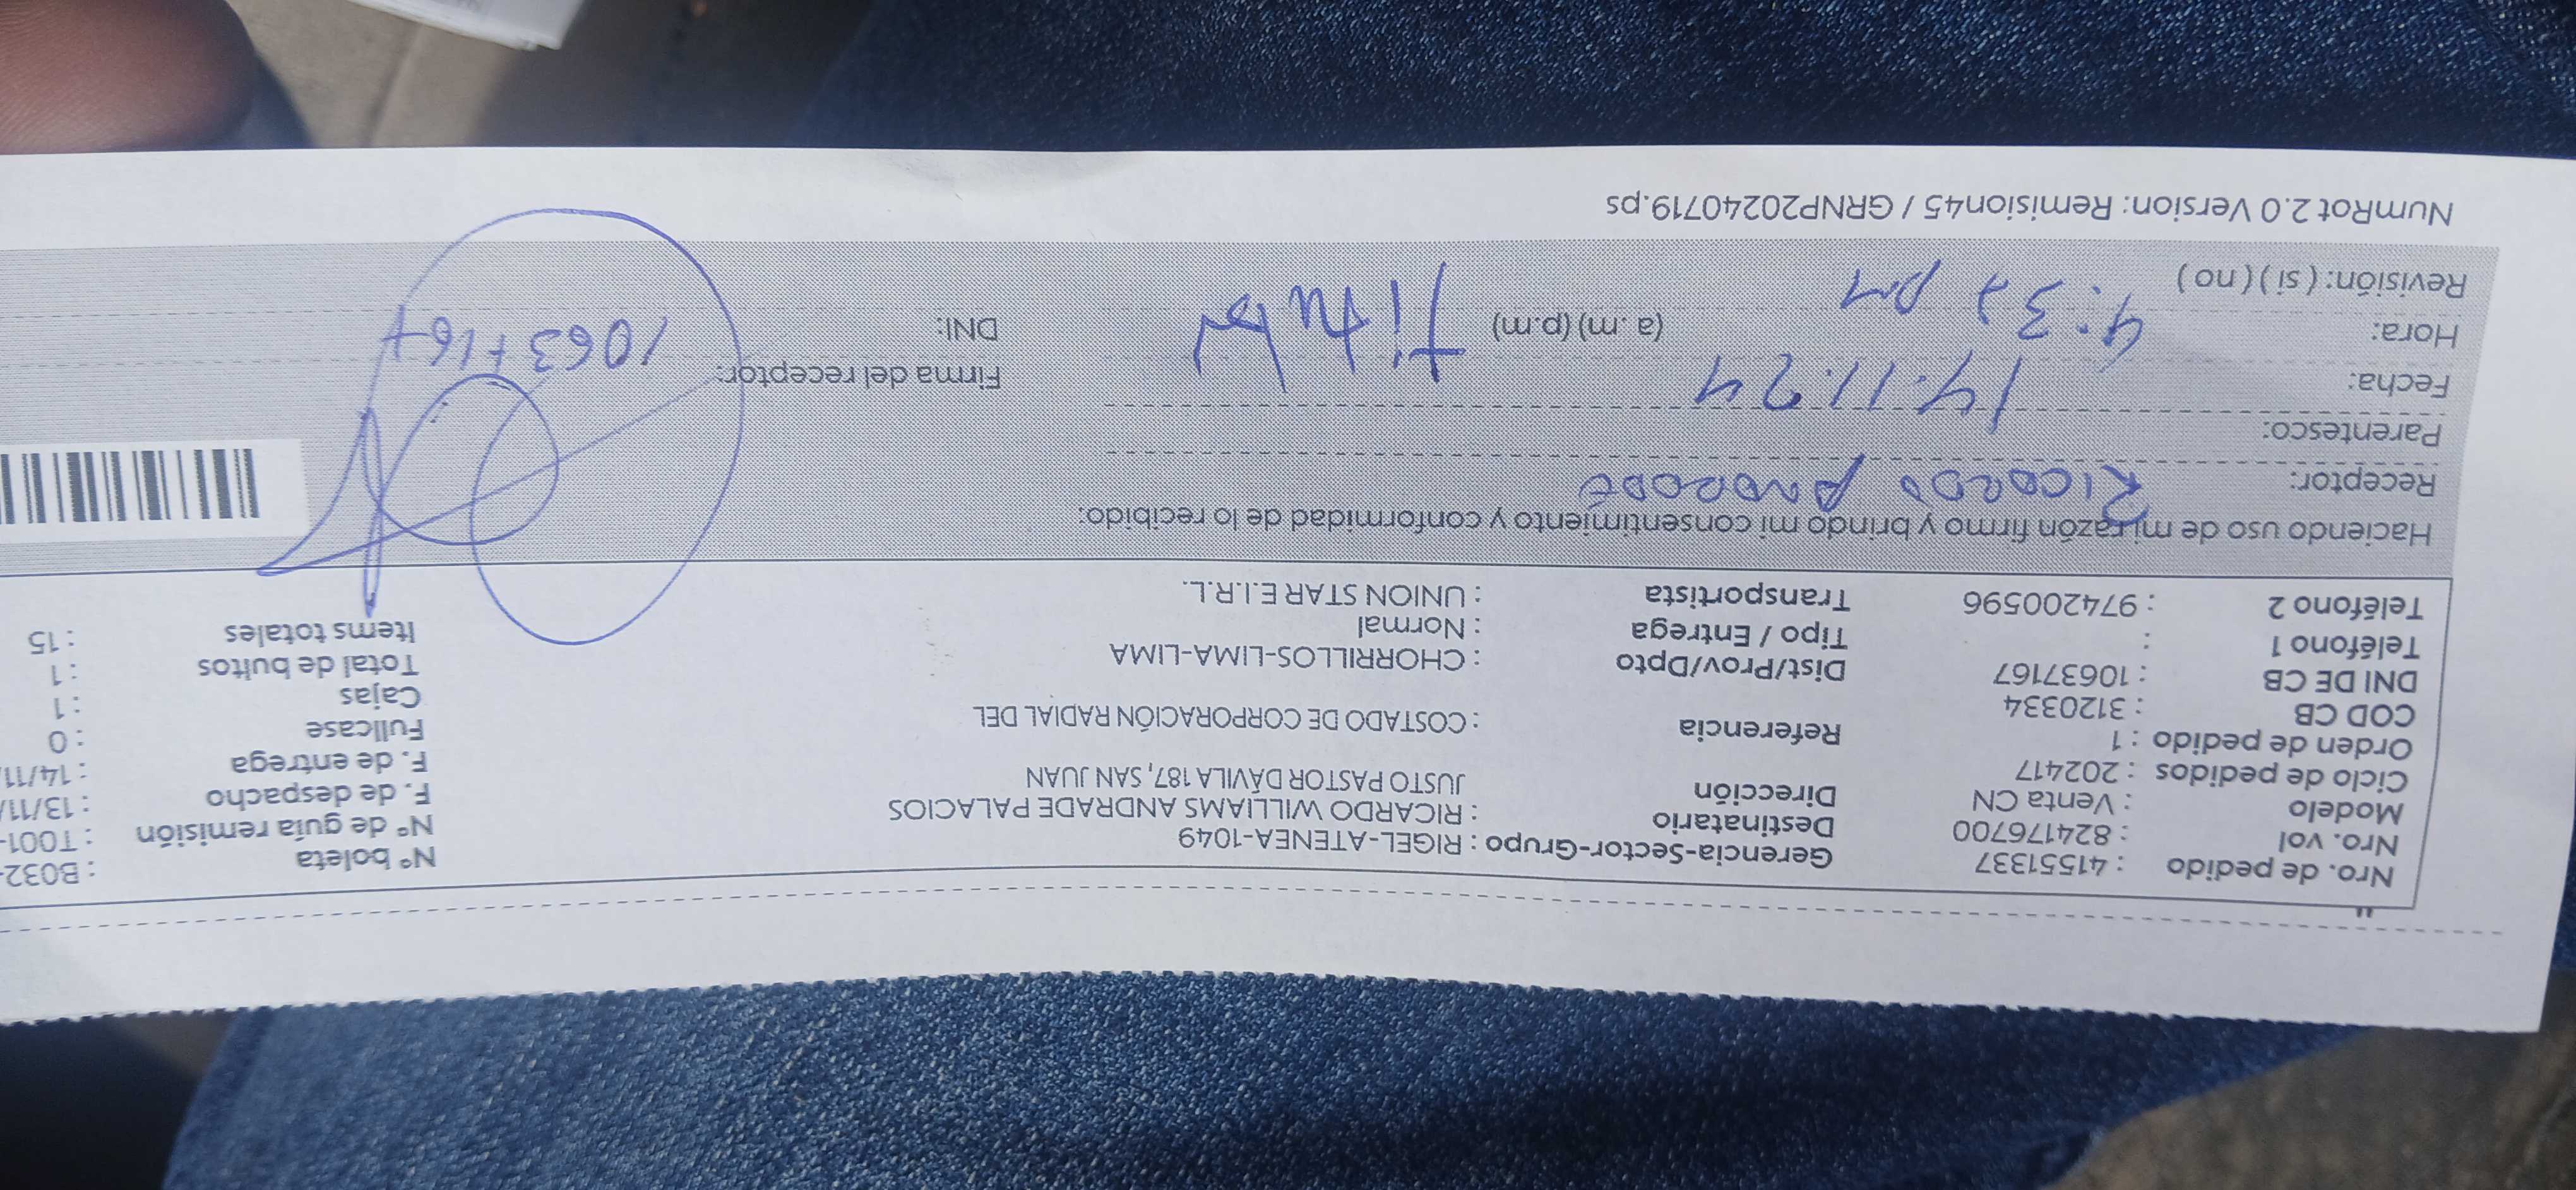 Nro. de pedido : 41551337
Nro. vol : 824176700
Modelo : Venta CN
Ciclo de pedidos : 202417
Orden de pedido : 1
COD CB : 3120334
DNI DE CB : 10637167
Teléfono 1 :
Teléfono 2 : 974200596
Gerencia-Sector-Grupo : RIGEL-ATENEA-1049
Destinatario : RICARDO WILLIAMS ANDRADE PALACIOS
Dirección JUSTO PASTOR DÁVILA 187, SAN JUAN
Referencia : COSTADO DE CORPORACIÓN RADIAL DEL
Dist/Prov/Dpto : CHORRILLOS-LIMA-LIMA
Tipo / Entrega : Normal
Transportista : UNION STAR E.I.R.L.
N° boleta : B032-
N° de guía remisión : T001-
F. de despacho : 13/11/
F. de entrega : 14/11/
Fullcase : 0
Cajas : 1
Total de bultos : 1
Items totales : 15
Haciendo uso de mi razón firmo y brindo mi consentimiento y conformidad de lo recibido:
Receptor: RICARDO ANDRADE
Parentesco:
Fecha: 14.11.24
Hora: 4:37 pm (a .m) (p.m) Titular
Revisión: ( sí ) ( no )
Firma del receptor:
DNI: 10637167
NumRot 2.0 Version: Remision45 / GRNP20240719.ps